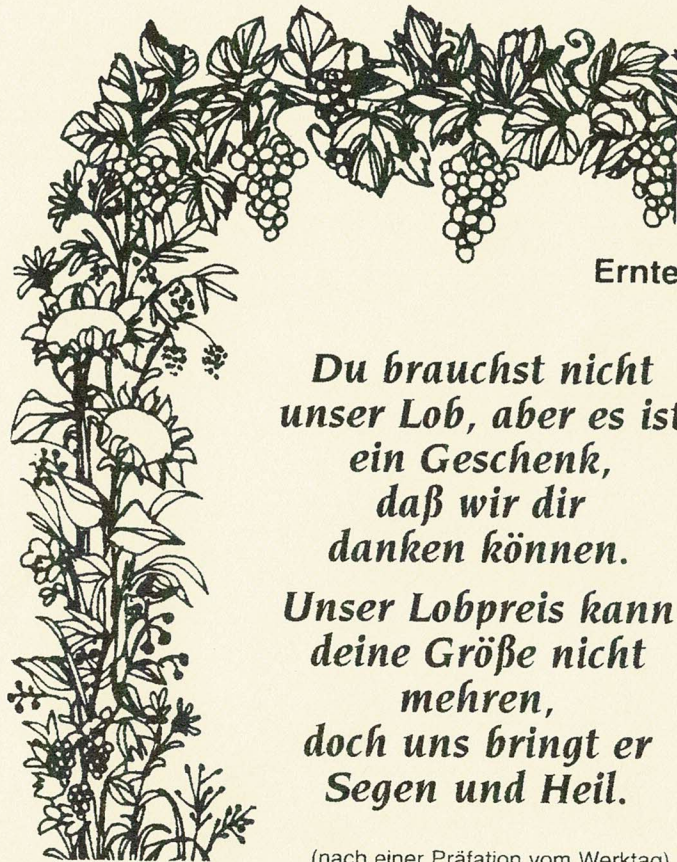 Ernte
Du brauchst nicht
unser Lob, aber es ist
ein Geschenk,
daß wir dir
danken können.
Unser Lobpreis kann
deine Größe nicht
mehren,
doch uns bringt er
Segen und Heil.
(nach einer Präfation vom Werktag)